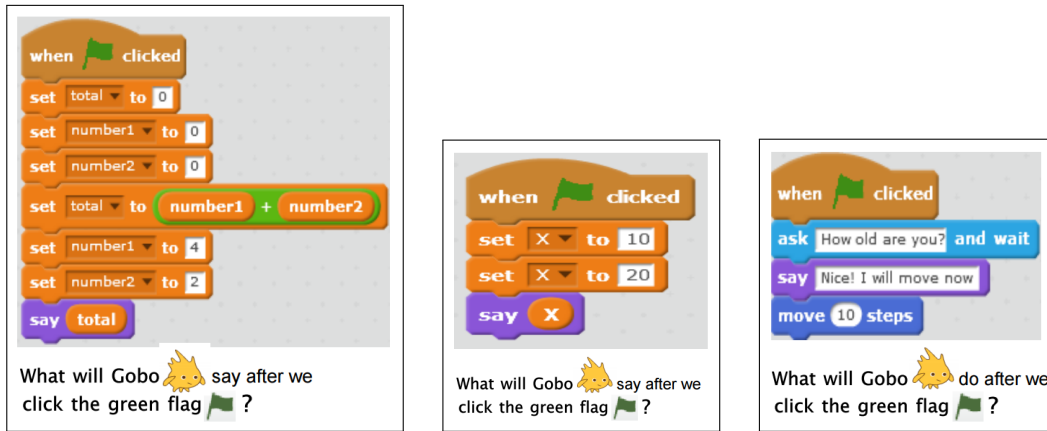 when clicked
set total to 0
set number1 to 0
set number2 to 0
set total to number1 + number2
set number1 to 4
set number2 to 2
say total
What will Gobo say after we
click the green flag ?
when clicked
set X to 10
set X to 20
say X
What will Gobo say after we
click the green flag ?
when clicked
ask How old are you? and wait
say Nice! I will move now
move 10 steps
What will Gobo do after we
click the green flag ?